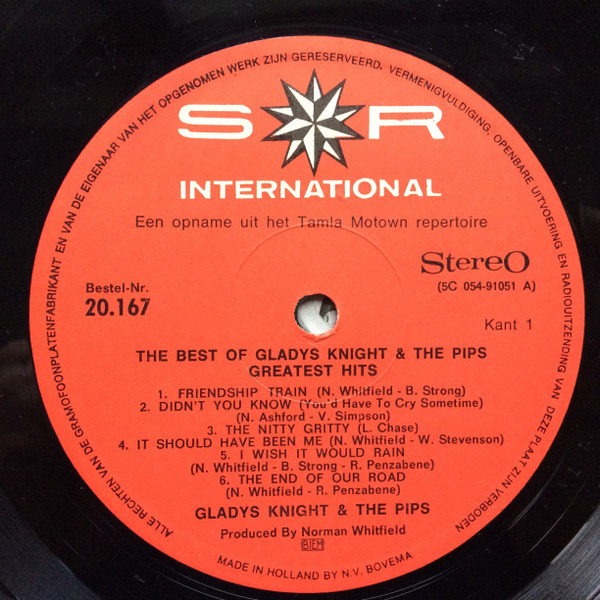 ALLE RECHTEN VAN DE GRAMOFOONPLATENFABRIKANT EN VAN DE EIGENAAR VAN HET OPGENOMEN WERK ZIJN GERESERVEERD. VERMENIGVULDIGING, OPENBARE UITVOERING EN RADIOUITZENDING VAN DEZE PLAAT ZIJN VERBODEN
S R
INTERNATIONAL
Een opname uit het Tamla Motown repertoire
Stereo
Bestel-Nr.
20.167
(5C 054-91051 A)
Kant 1
THE BEST OF GLADYS KNIGHT & THE PIPS
GREATEST HITS
1. FRIENDSHIP TRAIN (N. Whitfield - B. Strong)
2. DIDN'T YOU KNOW (You'd Have To Cry Sometime)
(N. Ashford - V. Simpson)
3. THE NITTY GRITTY (L. Chase)
4. IT SHOULD HAVE BEEN ME (N. Whitfield - W. Stevenson)
5. I WISH IT WOULD RAIN
(N. Whitfield - B. Strong - R. Penzabene)
6. THE END OF OUR ROAD
(N. Whitfield - R. Penzabene)
GLADYS KNIGHT & THE PIPS
Produced By Norman Whitfield
BIEM
MADE IN HOLLAND BY N.V. BOVEMA